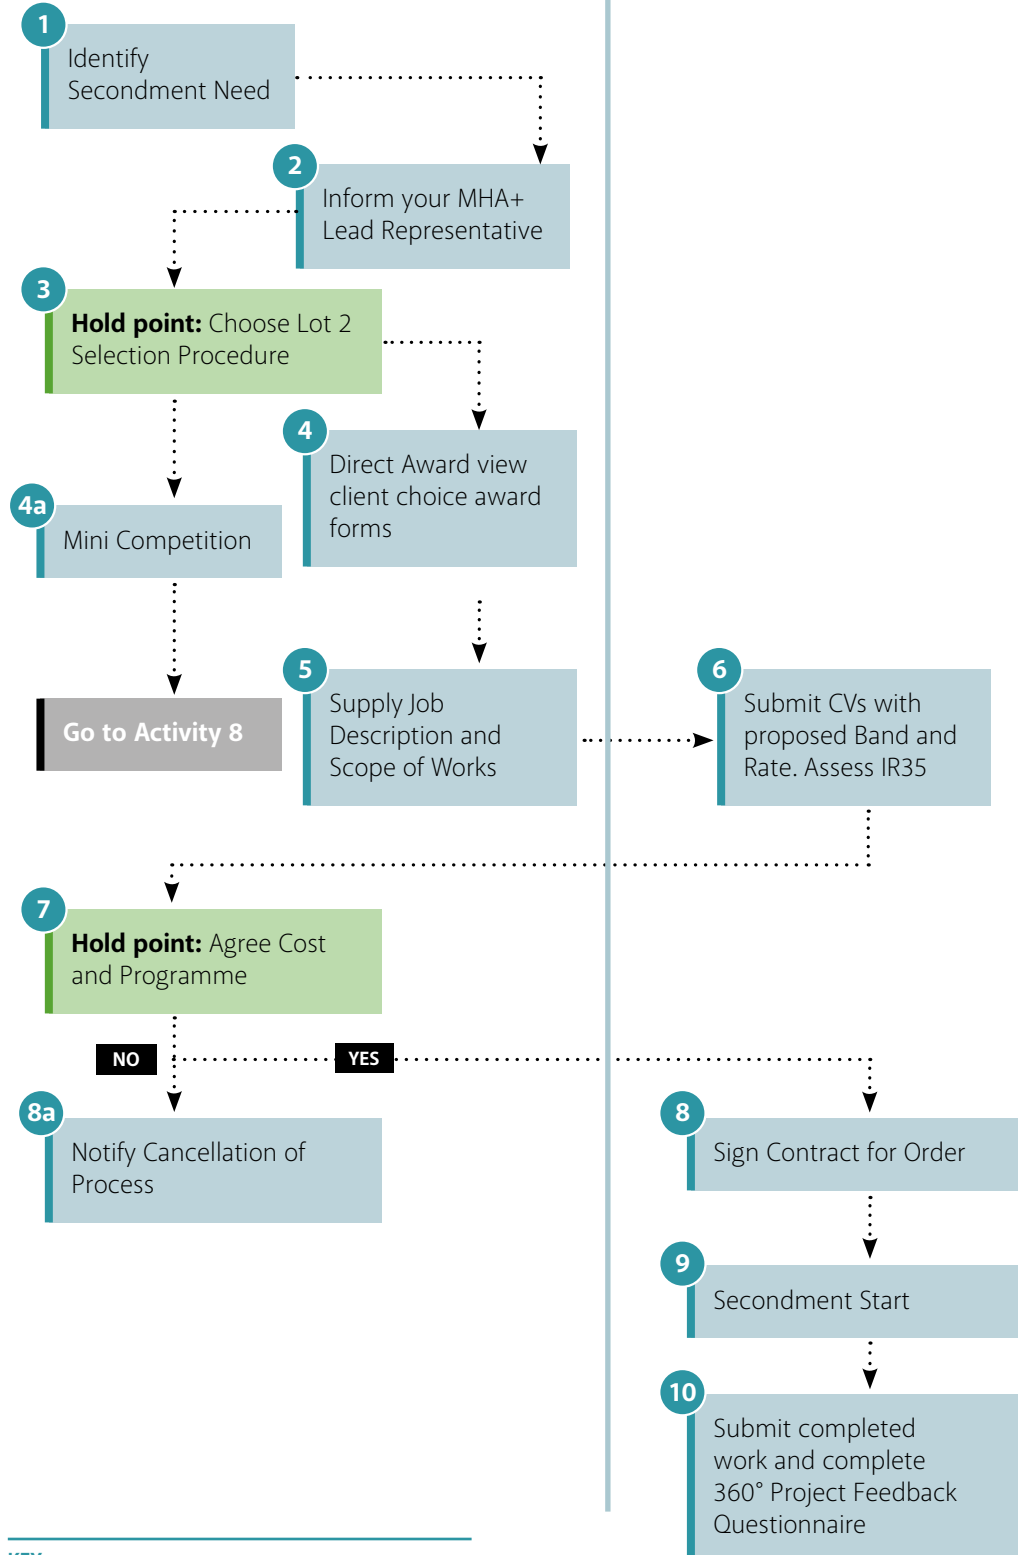 1
Identify
Secondment Need
2
Inform your MHA+
Lead Representative
3
Hold point: Choose Lot 2
Selection Procedure
4
Direct Award view
client choice award
forms
4a
Mini Competition
Go to Activity 8
5
Supply Job
Description and
Scope of Works
6
Submit CVs with
proposed Band and
Rate. Assess IR35
7
Hold point: Agree Cost
and Programme
NO
YES
8a
Notify Cancellation of
Process
8
Sign Contract for Order
9
Secondment Start
10
Submit completed
work and complete
360° Project Feedback
Questionnaire
KEY